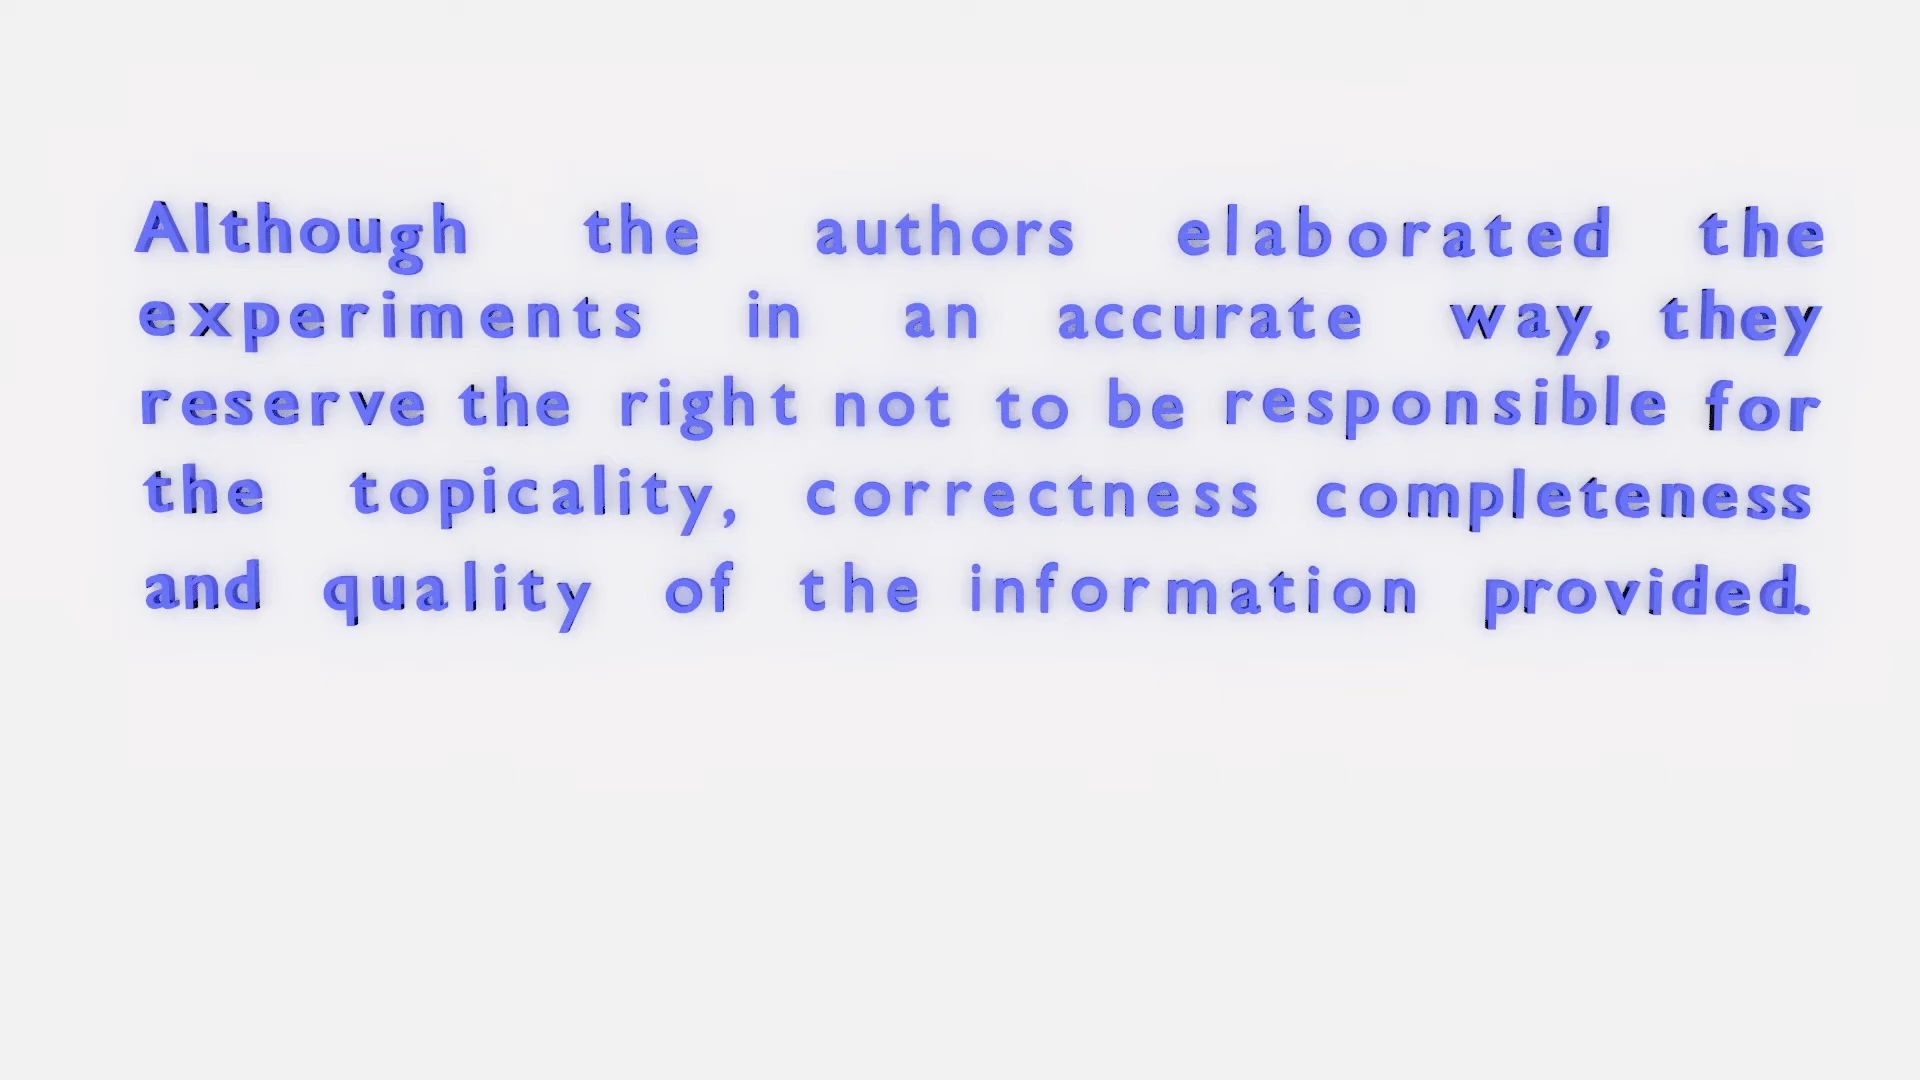 Although the authors elaborated the
experiments in an accurate way, they
reserve the right not to be responsible for
the topicality, correctness completeness
and quality of the information provided.